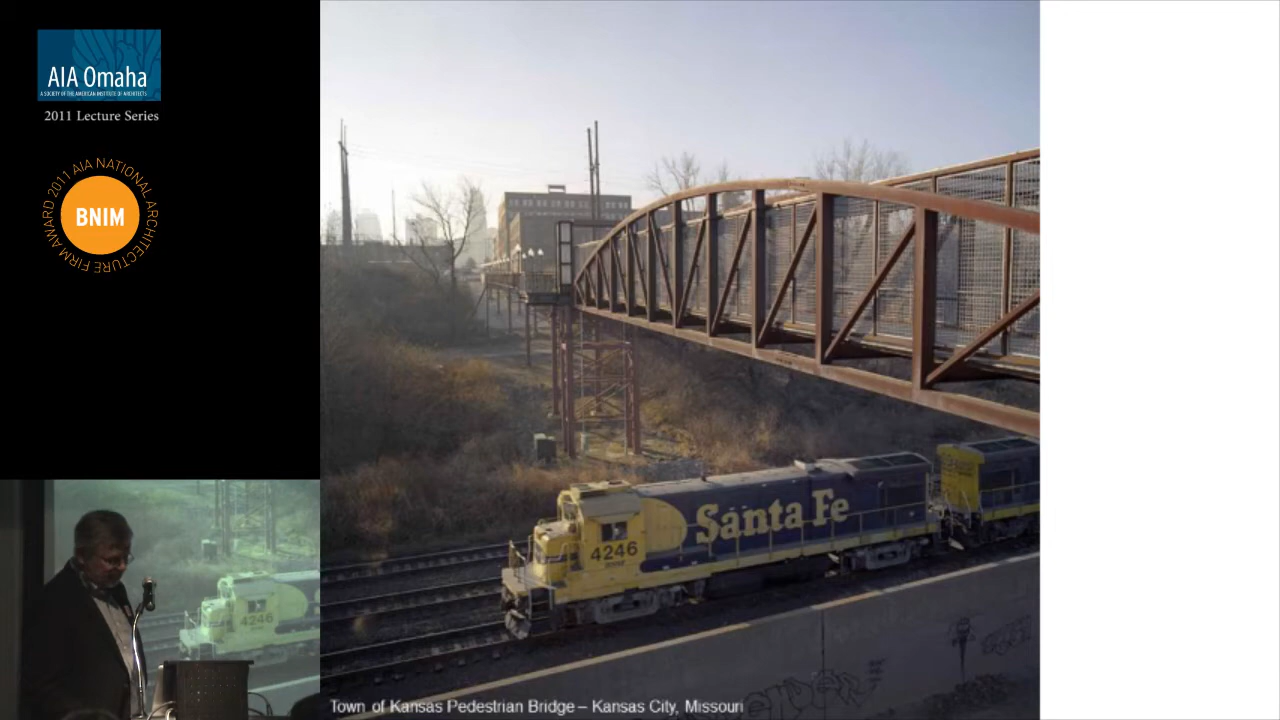 AIA Omaha
A SOCIETY OF THE AMERICAN INSTITUTE OF ARCHITECTS
2011 Lecture Series
2011 AIA NATIONAL ARCHITECTURE FIRM AWARD
BNIM
Santa Fe
4246
4246
Town of Kansas Pedestrian Bridge – Kansas City, Missouri